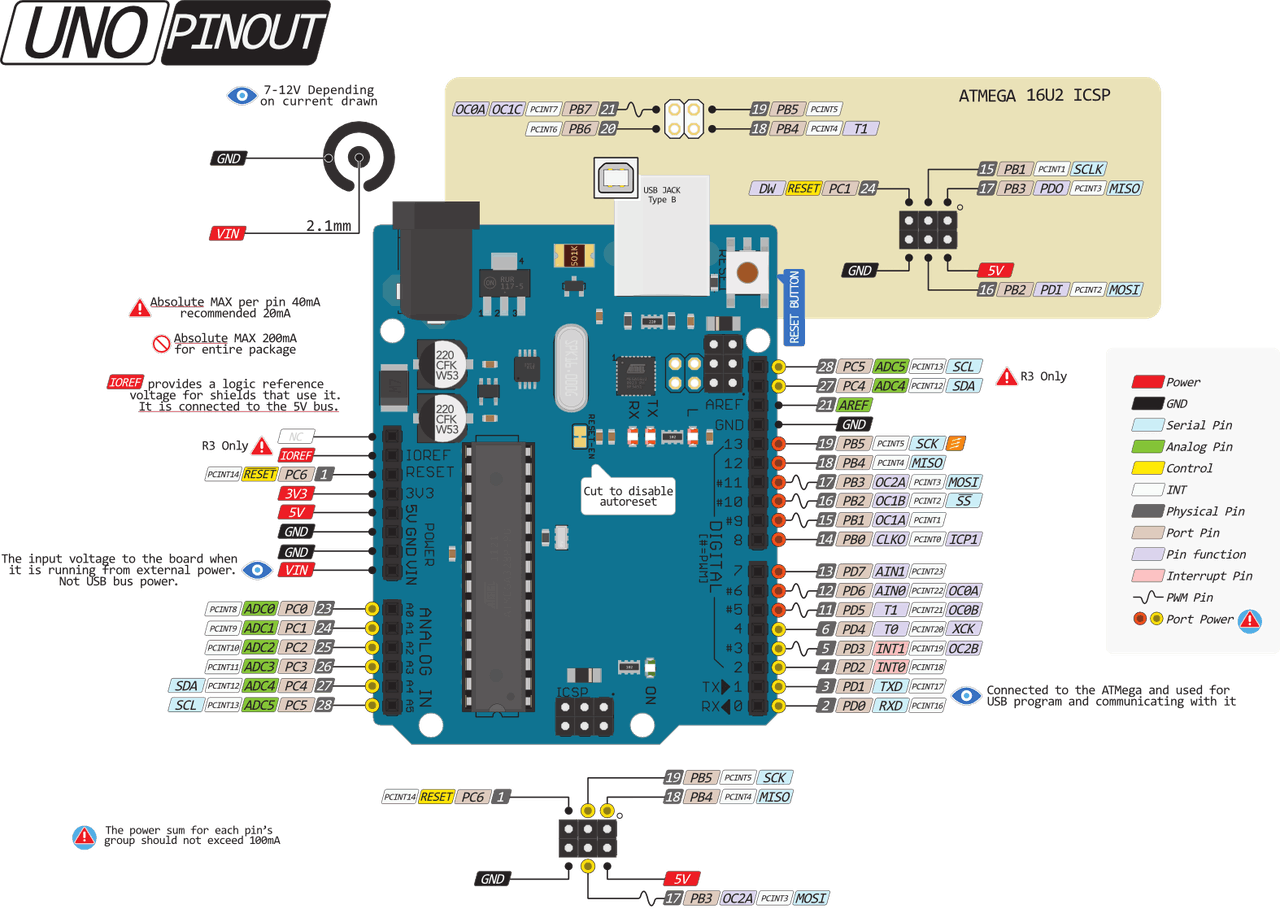 UNO PINOUT
7-12V Depending
on current drawn
GND
2.1mm
VIN
ATMEGA 16U2 ICSP
OC0A OC1C PCINT7 PB7 21
PCINT6 PB6 20
19 PB5 PCINT5
18 PB4 PCINT4 T1
15 PB1 PCINT1 SCLK
17 PB3 PDO PCINT3 MISO
DW RESET PC1 24
GND
5V
16 PB2 PDI PCINT2 MOSI
USB JACK
Type B
RESET
RESET BUTTON
501K
4
117-5
1 2 3
Absolute MAX per pin 40mA
recommended 20mA
Absolute MAX 200mA
for entire package
IOREF provides a logic reference
voltage for shields that use it.
It is connected to the 5V bus.
220
CFK
W53
220
CFK
W53
1
RX
TX
L
RESET-EN
Cut to disable
autoreset
NC
R3 Only
IOREF
PCINT14 RESET PC6 1
3V3
5V
GND
GND
VIN
The input voltage to the board when
it is running from external power.
Not USB bus power.
IOREF
RESET
3V3
5V
GND
VIN
POWER
PCINT8 ADC0 PC0 23
PCINT9 ADC1 PC1 24
PCINT10 ADC2 PC2 25
PCINT11 ADC3 PC3 26
SDA PCINT12 ADC4 PC4 27
SCL PCINT13 ADC5 PC5 28
A0
A1
A2
A3
A4
A5
ANALOG IN
ICSP
ON
AREF
GND
13
12
#11
#10
#9
8
7
#6
#5
4
#3
2
TX 1
RX 0
DIGITAL
[#=PWM]
28 PC5 ADC5 PCINT13 SCL
27 PC4 ADC4 PCINT12 SDA
R3 Only
21 AREF
GND
19 PB5 PCINT5 SCK
18 PB4 PCINT4 MISO
17 PB3 OC2A PCINT3 MOSI
16 PB2 OC1B PCINT2 SS
15 PB1 OC1A PCINT1
14 PB0 CLKO PCINT0 ICP1
13 PD7 AIN1 PCINT23
12 PD6 AIN0 PCINT22 OC0A
11 PD5 T1 PCINT21 OC0B
6 PD4 T0 PCINT20 XCK
5 PD3 INT1 PCINT19 OC2B
4 PD2 INT0 PCINT18
3 PD1 TXD PCINT17
2 PD0 RXD PCINT16
Connected to the ATMega and used for
USB program and communicating with it
Power
GND
Serial Pin
Analog Pin
Control
INT
Physical Pin
Port Pin
Pin function
Interrupt Pin
PWM Pin
Port Power
19 PB5 PCINT5 SCK
18 PB4 PCINT4 MISO
PCINT14 RESET PC6 1
GND
5V
17 PB3 OC2A PCINT3 MOSI
The power sum for each pin's
group should not exceed 100mA